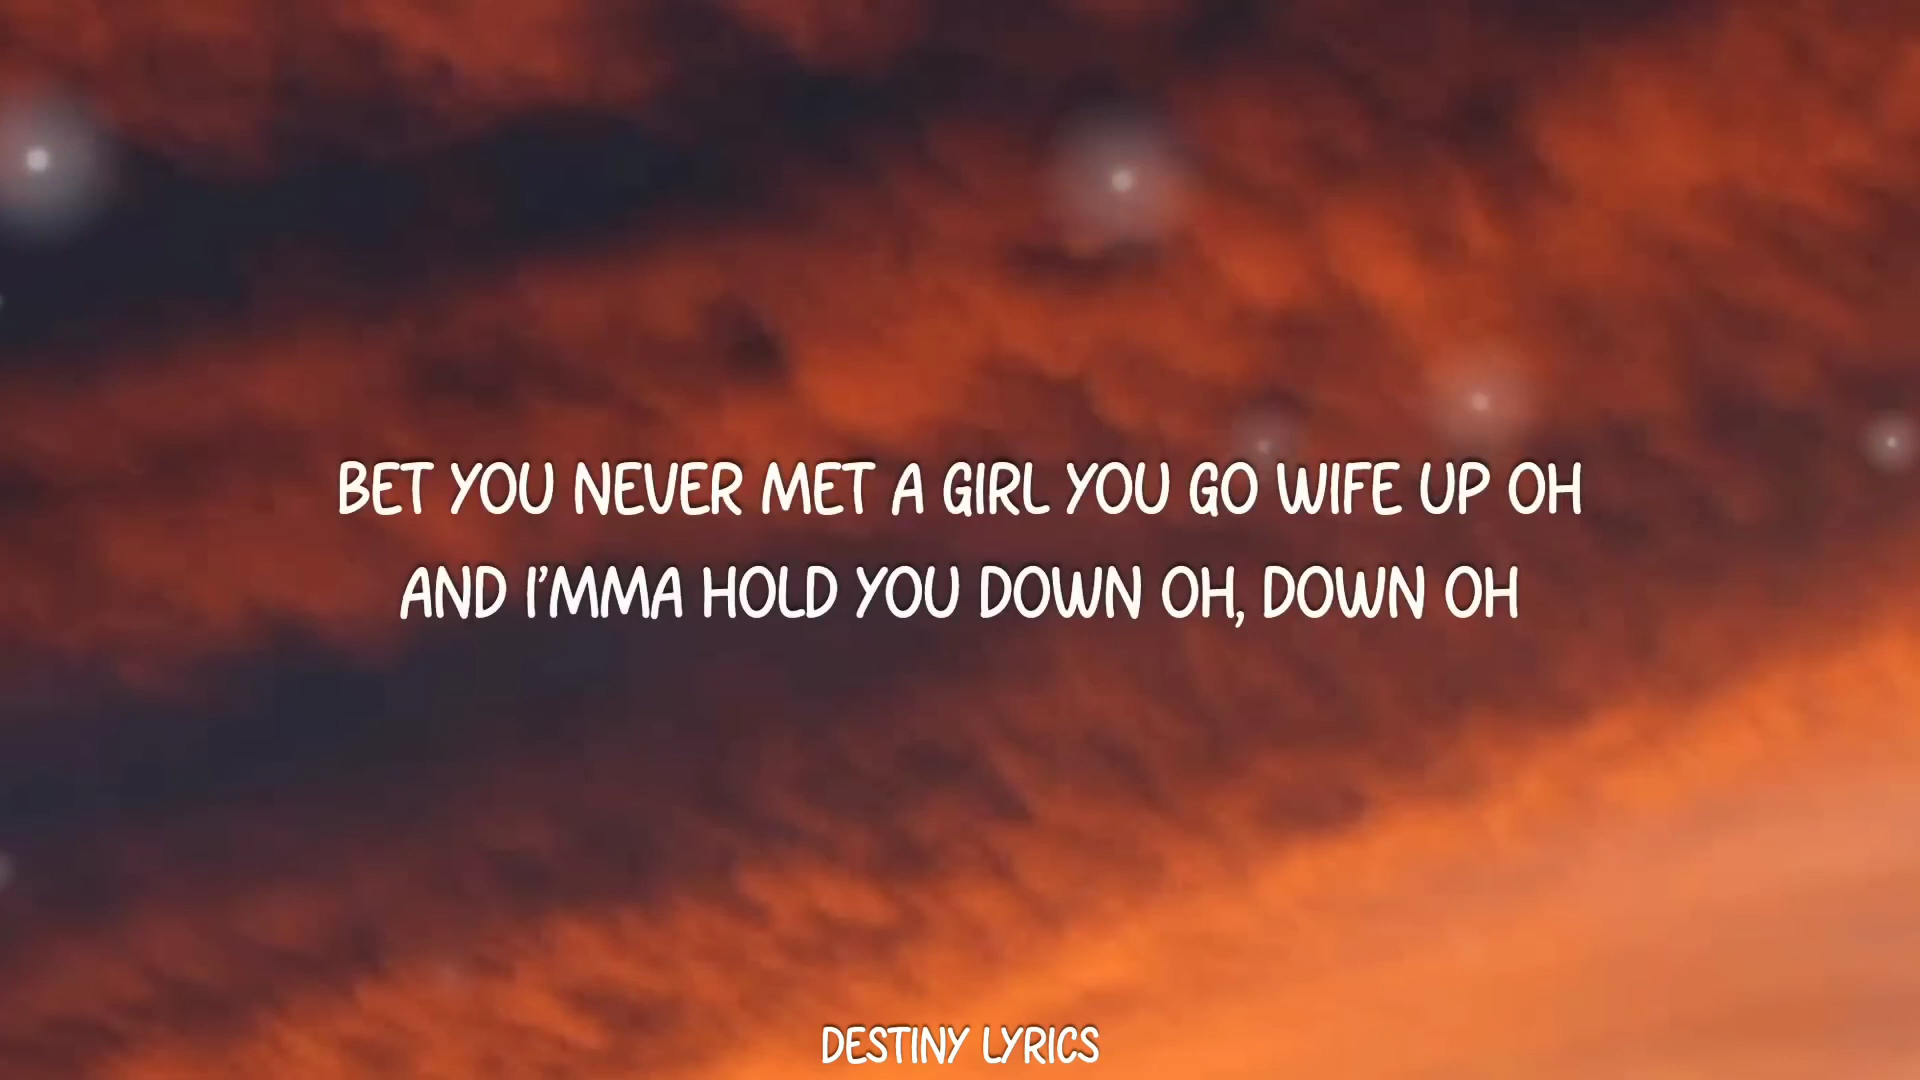 BET YOU NEVER MET A GIRL YOU GO WIFE UP OH
AND I'MMA HOLD YOU DOWN OH, DOWN OH
DESTINY LYRICS